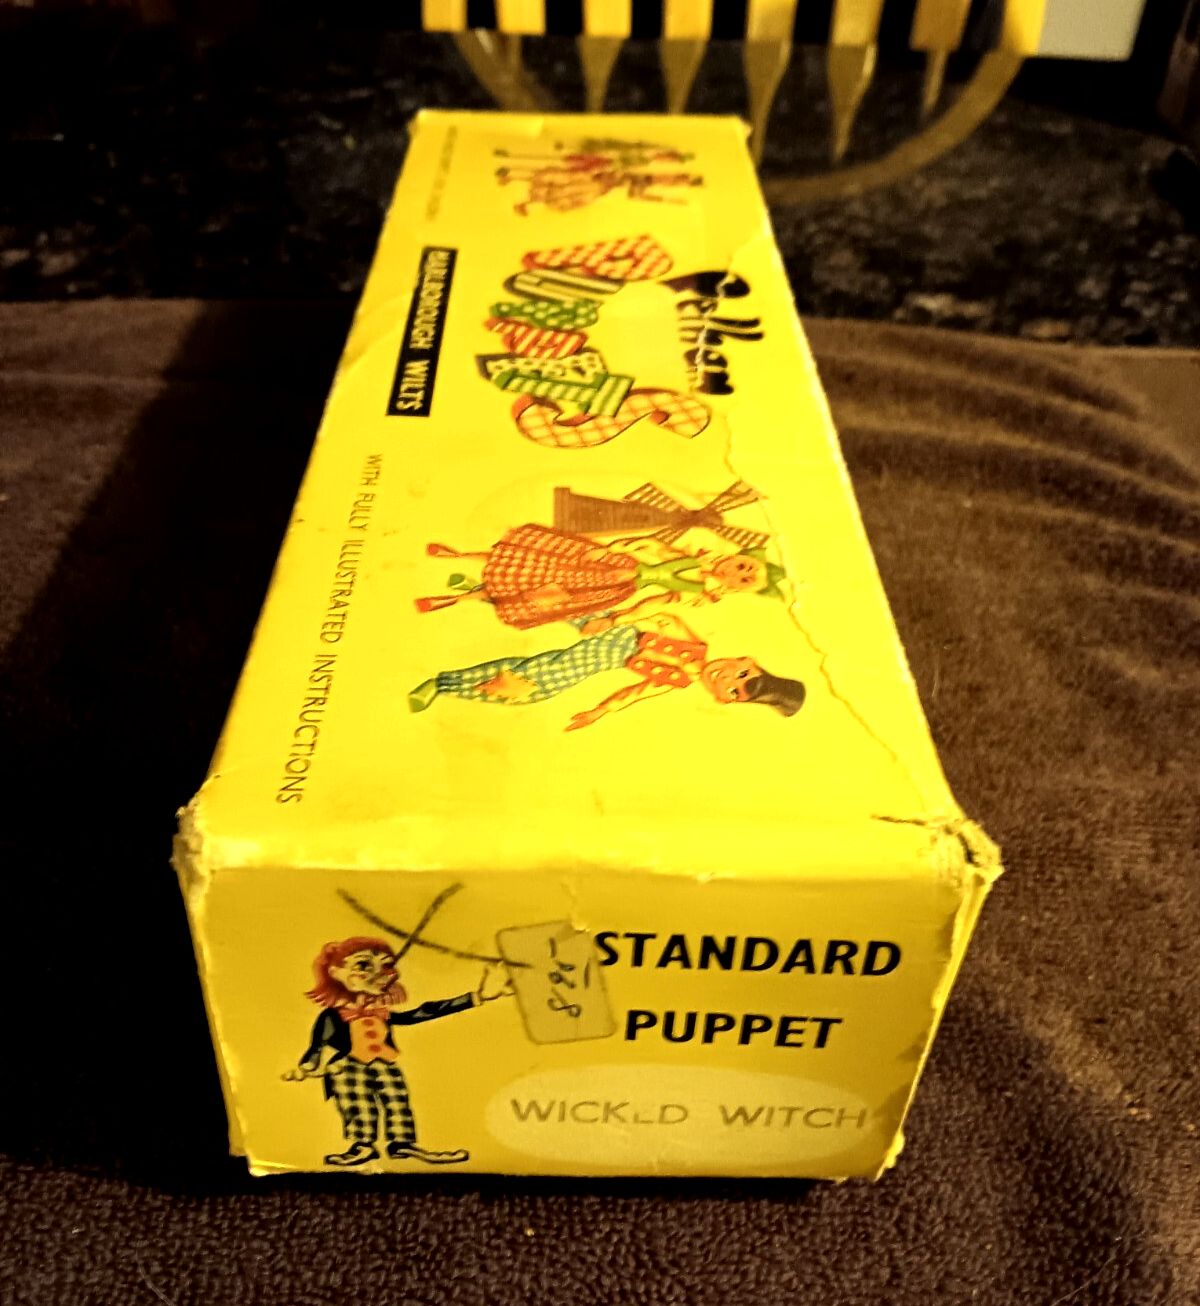 Pelham
PUPPETS
MARLBOROUGH WILTS
WITH FULLY ILLUSTRATED INSTRUCTIONS
STANDARD
PUPPET
WICKED WITCH